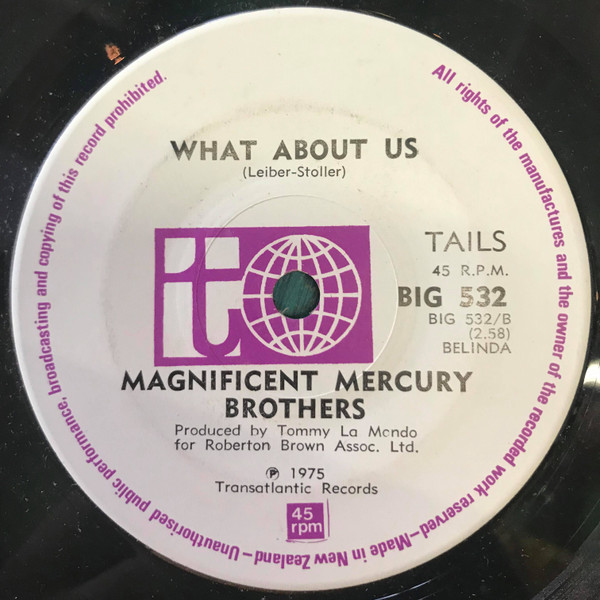 All rights of the manufactures and the owner of the recorded work reserved—Made in New Zealand—Unauthorised public performance, broadcasting and copying of this record prohibited.
WHAT ABOUT US
(Leiber-Stoller)
t
TAILS
45 R.P.M.
BIG 532
BIG 532/B
(2.58)
BELINDA
MAGNIFICENT MERCURY
BROTHERS
Produced by Tommy La Mondo
for Roberton Brown Assoc. Ltd.
℗ 1975
Transatlantic Records
45
rpm